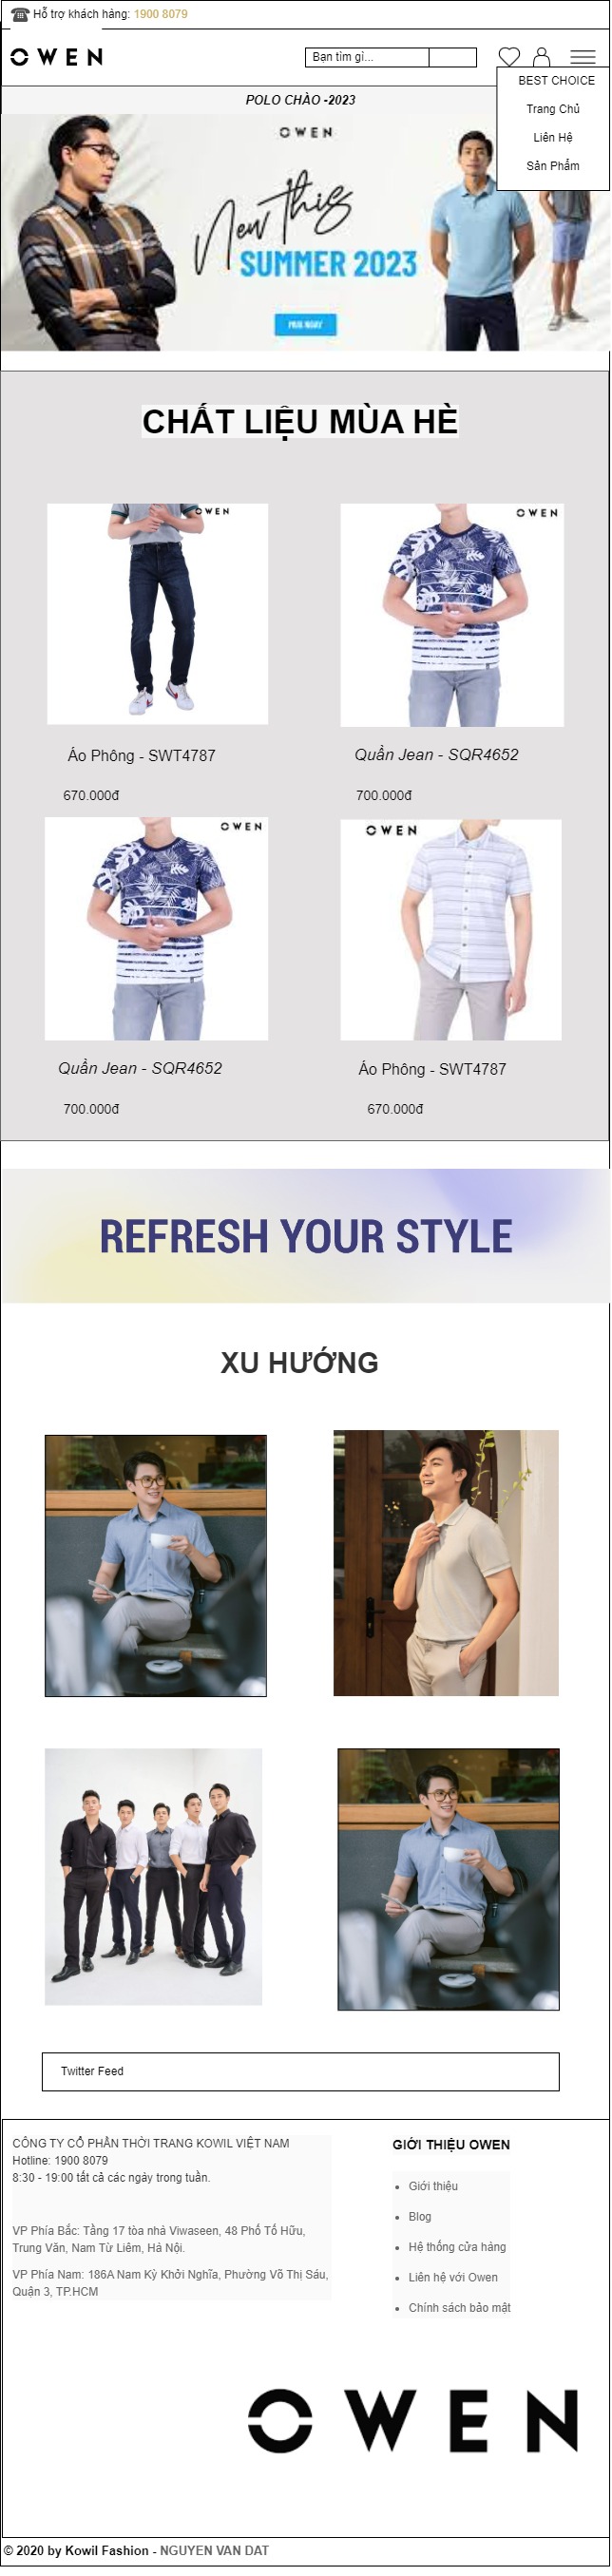 Hỗ trợ khách hàng: 1900 8079
OWEN
Bạn tìm gì...
BEST CHOICE
Trang Chủ
Liên Hệ
Sản Phẩm
POLO CHÀO -2023
OWEN
New this
SUMMER 2023
MUA NGAY
CHẤT LIỆU MÙA HÈ
OWEN
OWEN
Áo Phông - SWT4787
Quần Jean - SQR4652
670.000đ
700.000đ
OWEN
OWEN
Quần Jean - SQR4652
Áo Phông - SWT4787
700.000đ
670.000đ
REFRESH YOUR STYLE
XU HƯỚNG
Twitter Feed
CÔNG TY CỔ PHẦN THỜI TRANG KOWIL VIỆT NAM
Hotline: 1900 8079
8:30 - 19:00 tất cả các ngày trong tuần.
VP Phía Bắc: Tầng 17 tòa nhà Viwaseen, 48 Phố Tố Hữu,
Trung Văn, Nam Từ Liêm, Hà Nội.
VP Phía Nam: 186A Nam Kỳ Khởi Nghĩa, Phường Võ Thị Sáu,
Quận 3, TP.HCM
GIỚI THIỆU OWEN
Giới thiệu
Blog
Hệ thống cửa hàng
Liên hệ với Owen
Chính sách bảo mật
OWEN
© 2020 by Kowil Fashion - NGUYEN VAN DAT